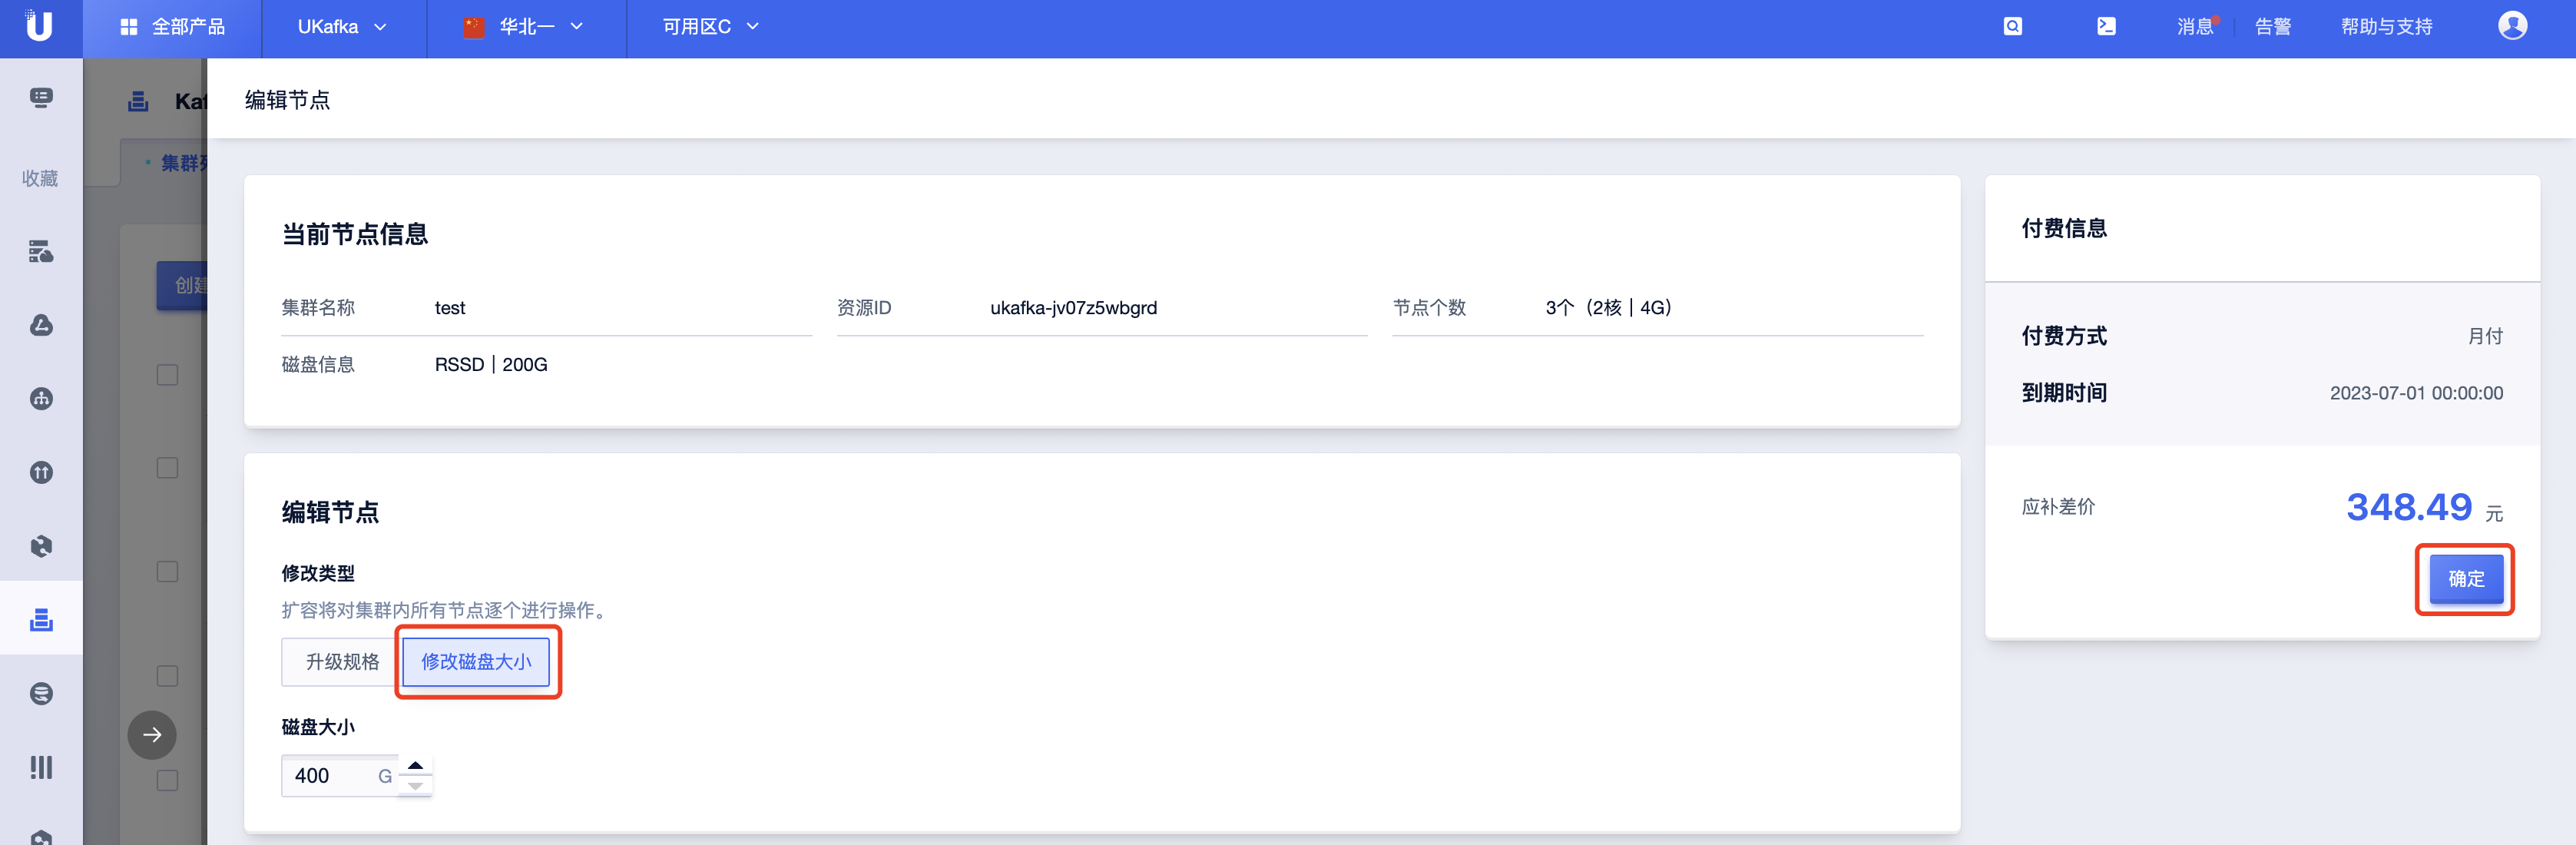 U
全部产品
UKafka
华北一
可用区C
消息
告警
帮助与支持
收藏
编辑节点
当前节点信息
集群名称 test
资源ID ukafka-jv07z5wbgrd
节点个数 3个（2核｜4G）
磁盘信息 RSSD｜200G
编辑节点
修改类型
扩容将对集群内所有节点逐个进行操作。
升级规格
修改磁盘大小
磁盘大小
400 G
付费信息
付费方式 月付
到期时间 2023-07-01 00:00:00
应补差价 348.49 元
确定
集群
创建